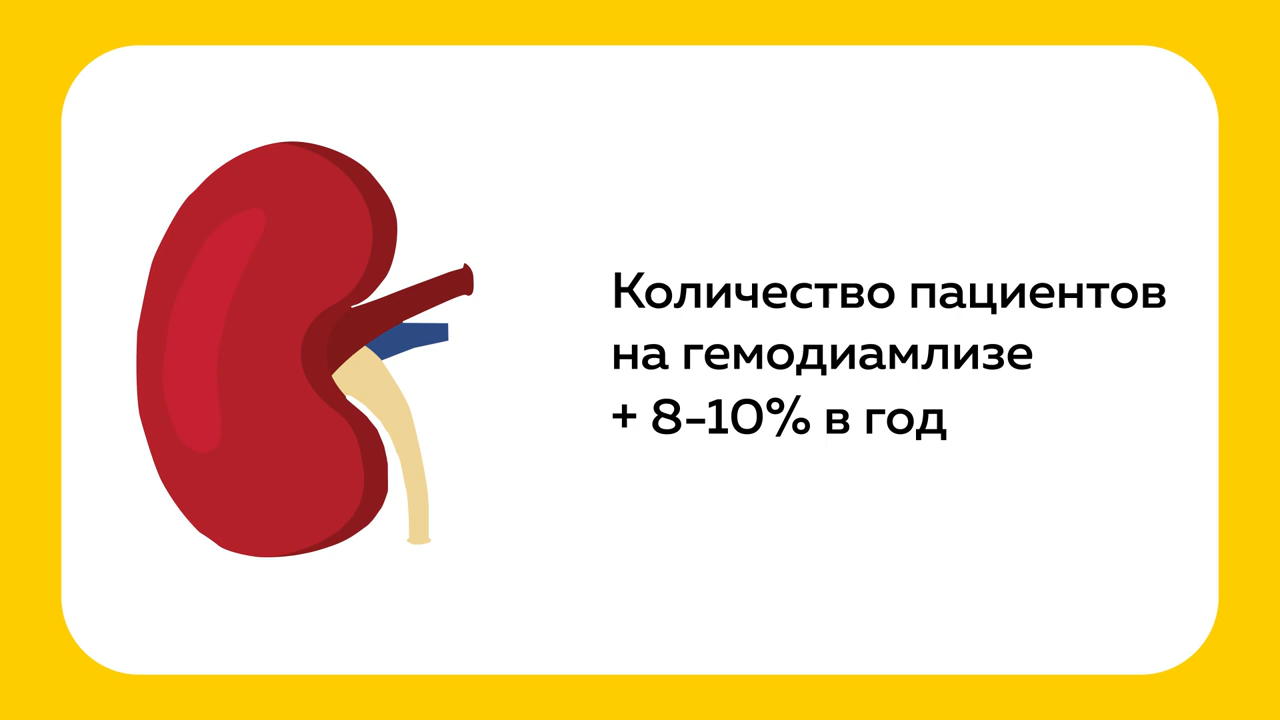 Количество пациентов
на гемодиамлизе
+ 8-10% в год